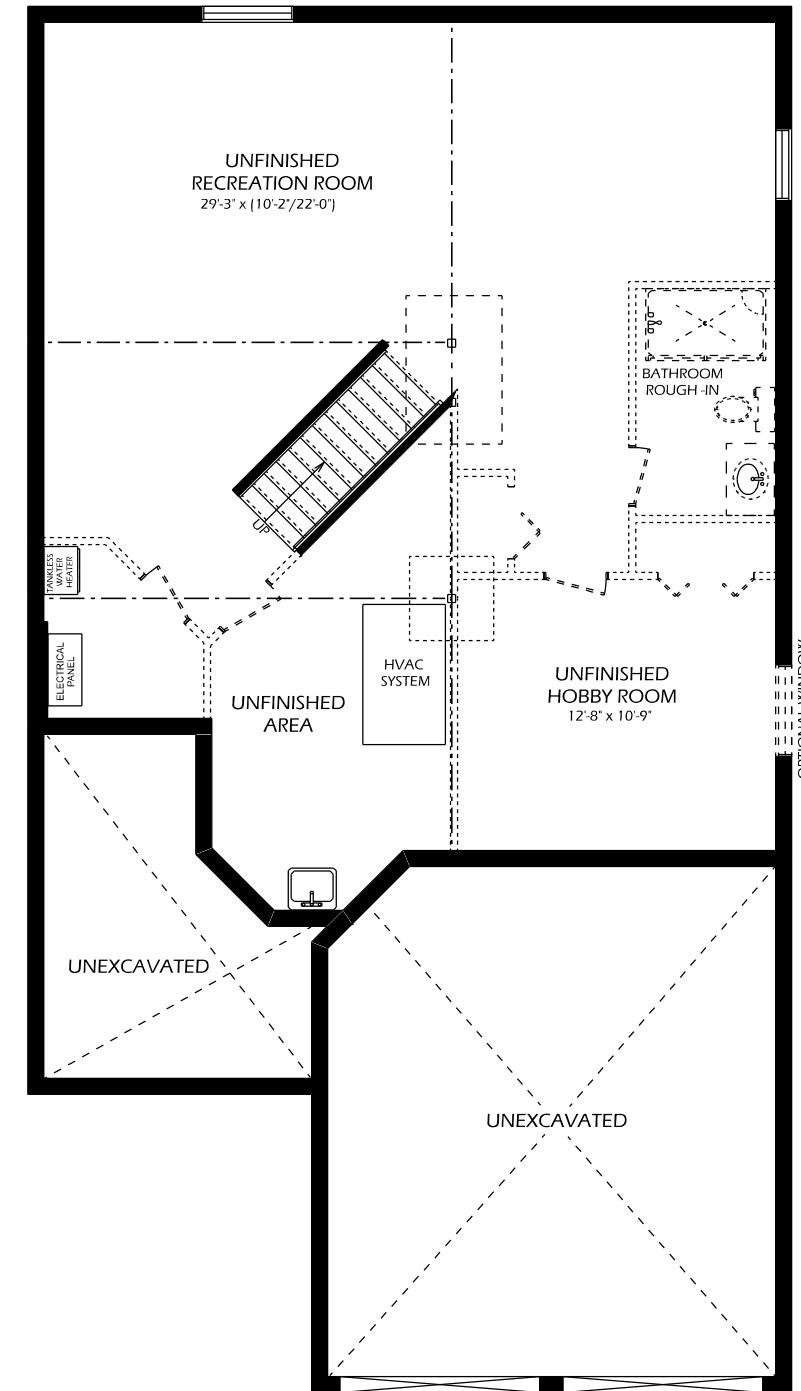 UNFINISHED
RECREATION ROOM
29'-3" x (10'-2"/22'-0")
BATHROOM
ROUGH-IN
UP
TANKLESS
WATER
HEATER
ELECTRICAL
PANEL
HVAC
SYSTEM
UNFINISHED
AREA
UNFINISHED
HOBBY ROOM
12'-8" x 10'-9"
OPTIONAL WINDOW
UNEXCAVATED
UNEXCAVATED